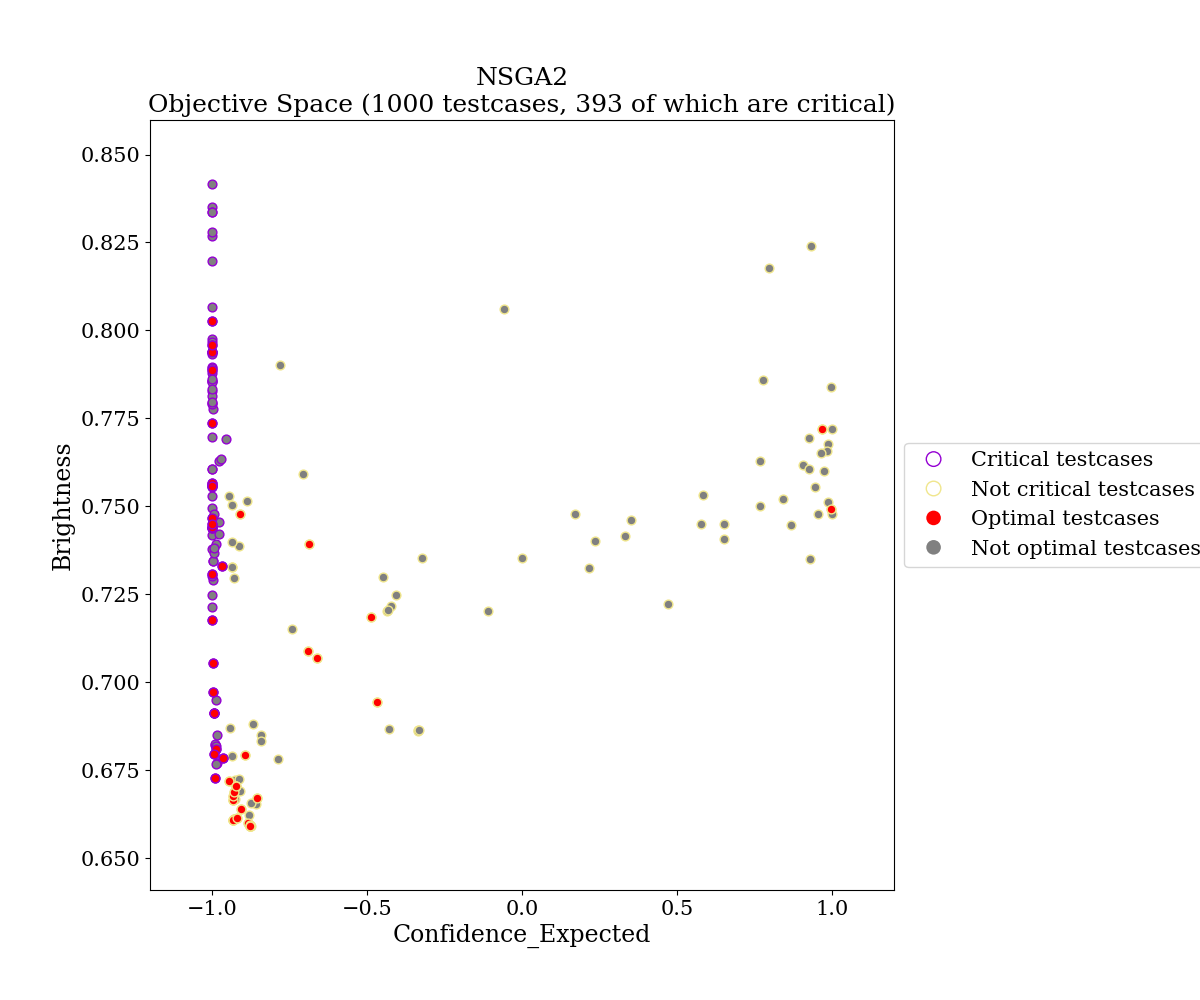 NSGA2
Objective Space (1000 testcases, 393 of which are critical)
0.850
0.825
0.800
0.775
0.750
0.725
0.700
0.675
0.650
Brightness
−1.0 −0.5 0.0 0.5 1.0
Confidence_Expected
Critical testcases
Not critical testcases
Optimal testcases
Not optimal testcases